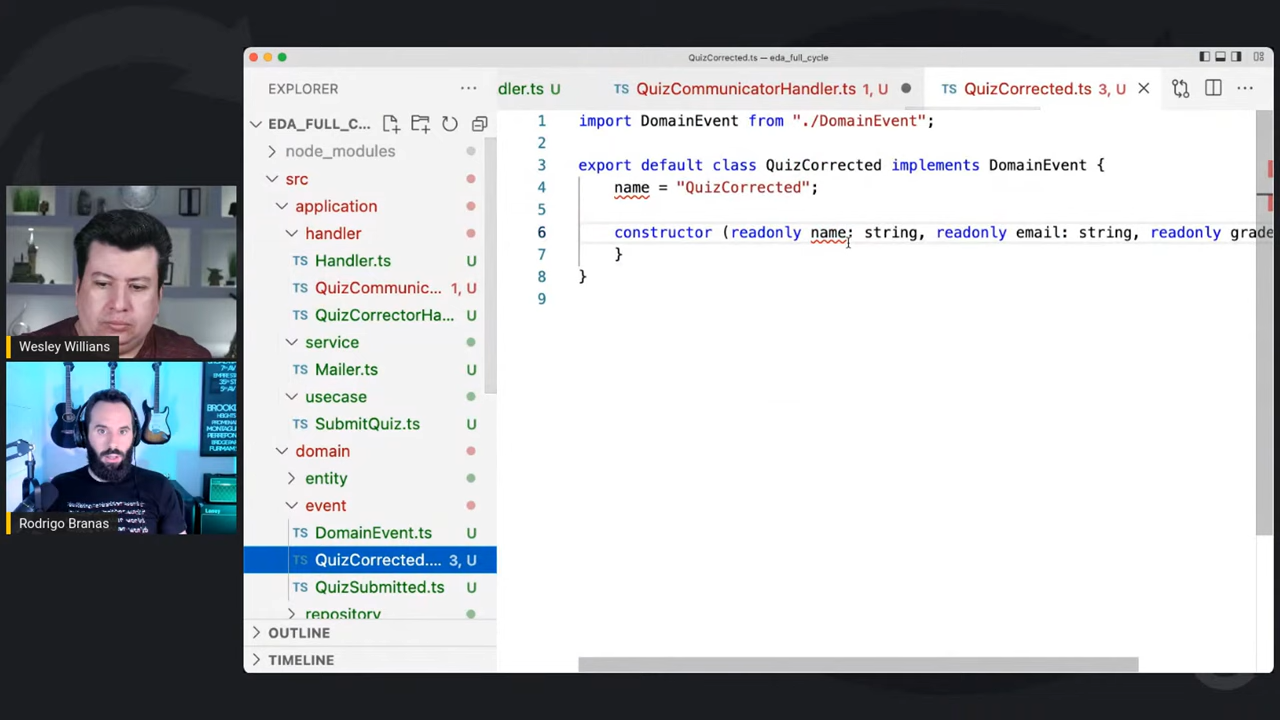 QuizCorrected.ts — eda_full_cycle
EXPLORER
dler.ts U
TS QuizCommunicatorHandler.ts 1, U
TS QuizCorrected.ts 3, U
EDA_FULL_C...
node_modules
src
application
handler
TS Handler.ts U
TS QuizCommunic... 1, U
TS QuizCorrectorHa... U
service
TS Mailer.ts U
usecase
TS SubmitQuiz.ts U
domain
entity
event
TS DomainEvent.ts U
TS QuizCorrected.... 3, U
TS QuizSubmitted.ts U
repository
OUTLINE
TIMELINE
1 import DomainEvent from "./DomainEvent";
2
3 export default class QuizCorrected implements DomainEvent {
4 name = "QuizCorrected";
5
6 constructor (readonly name: string, readonly email: string, readonly grade
7 }
8 }
9
Wesley Willians
BROOKL
HEIGHTS
Rodrigo Branas